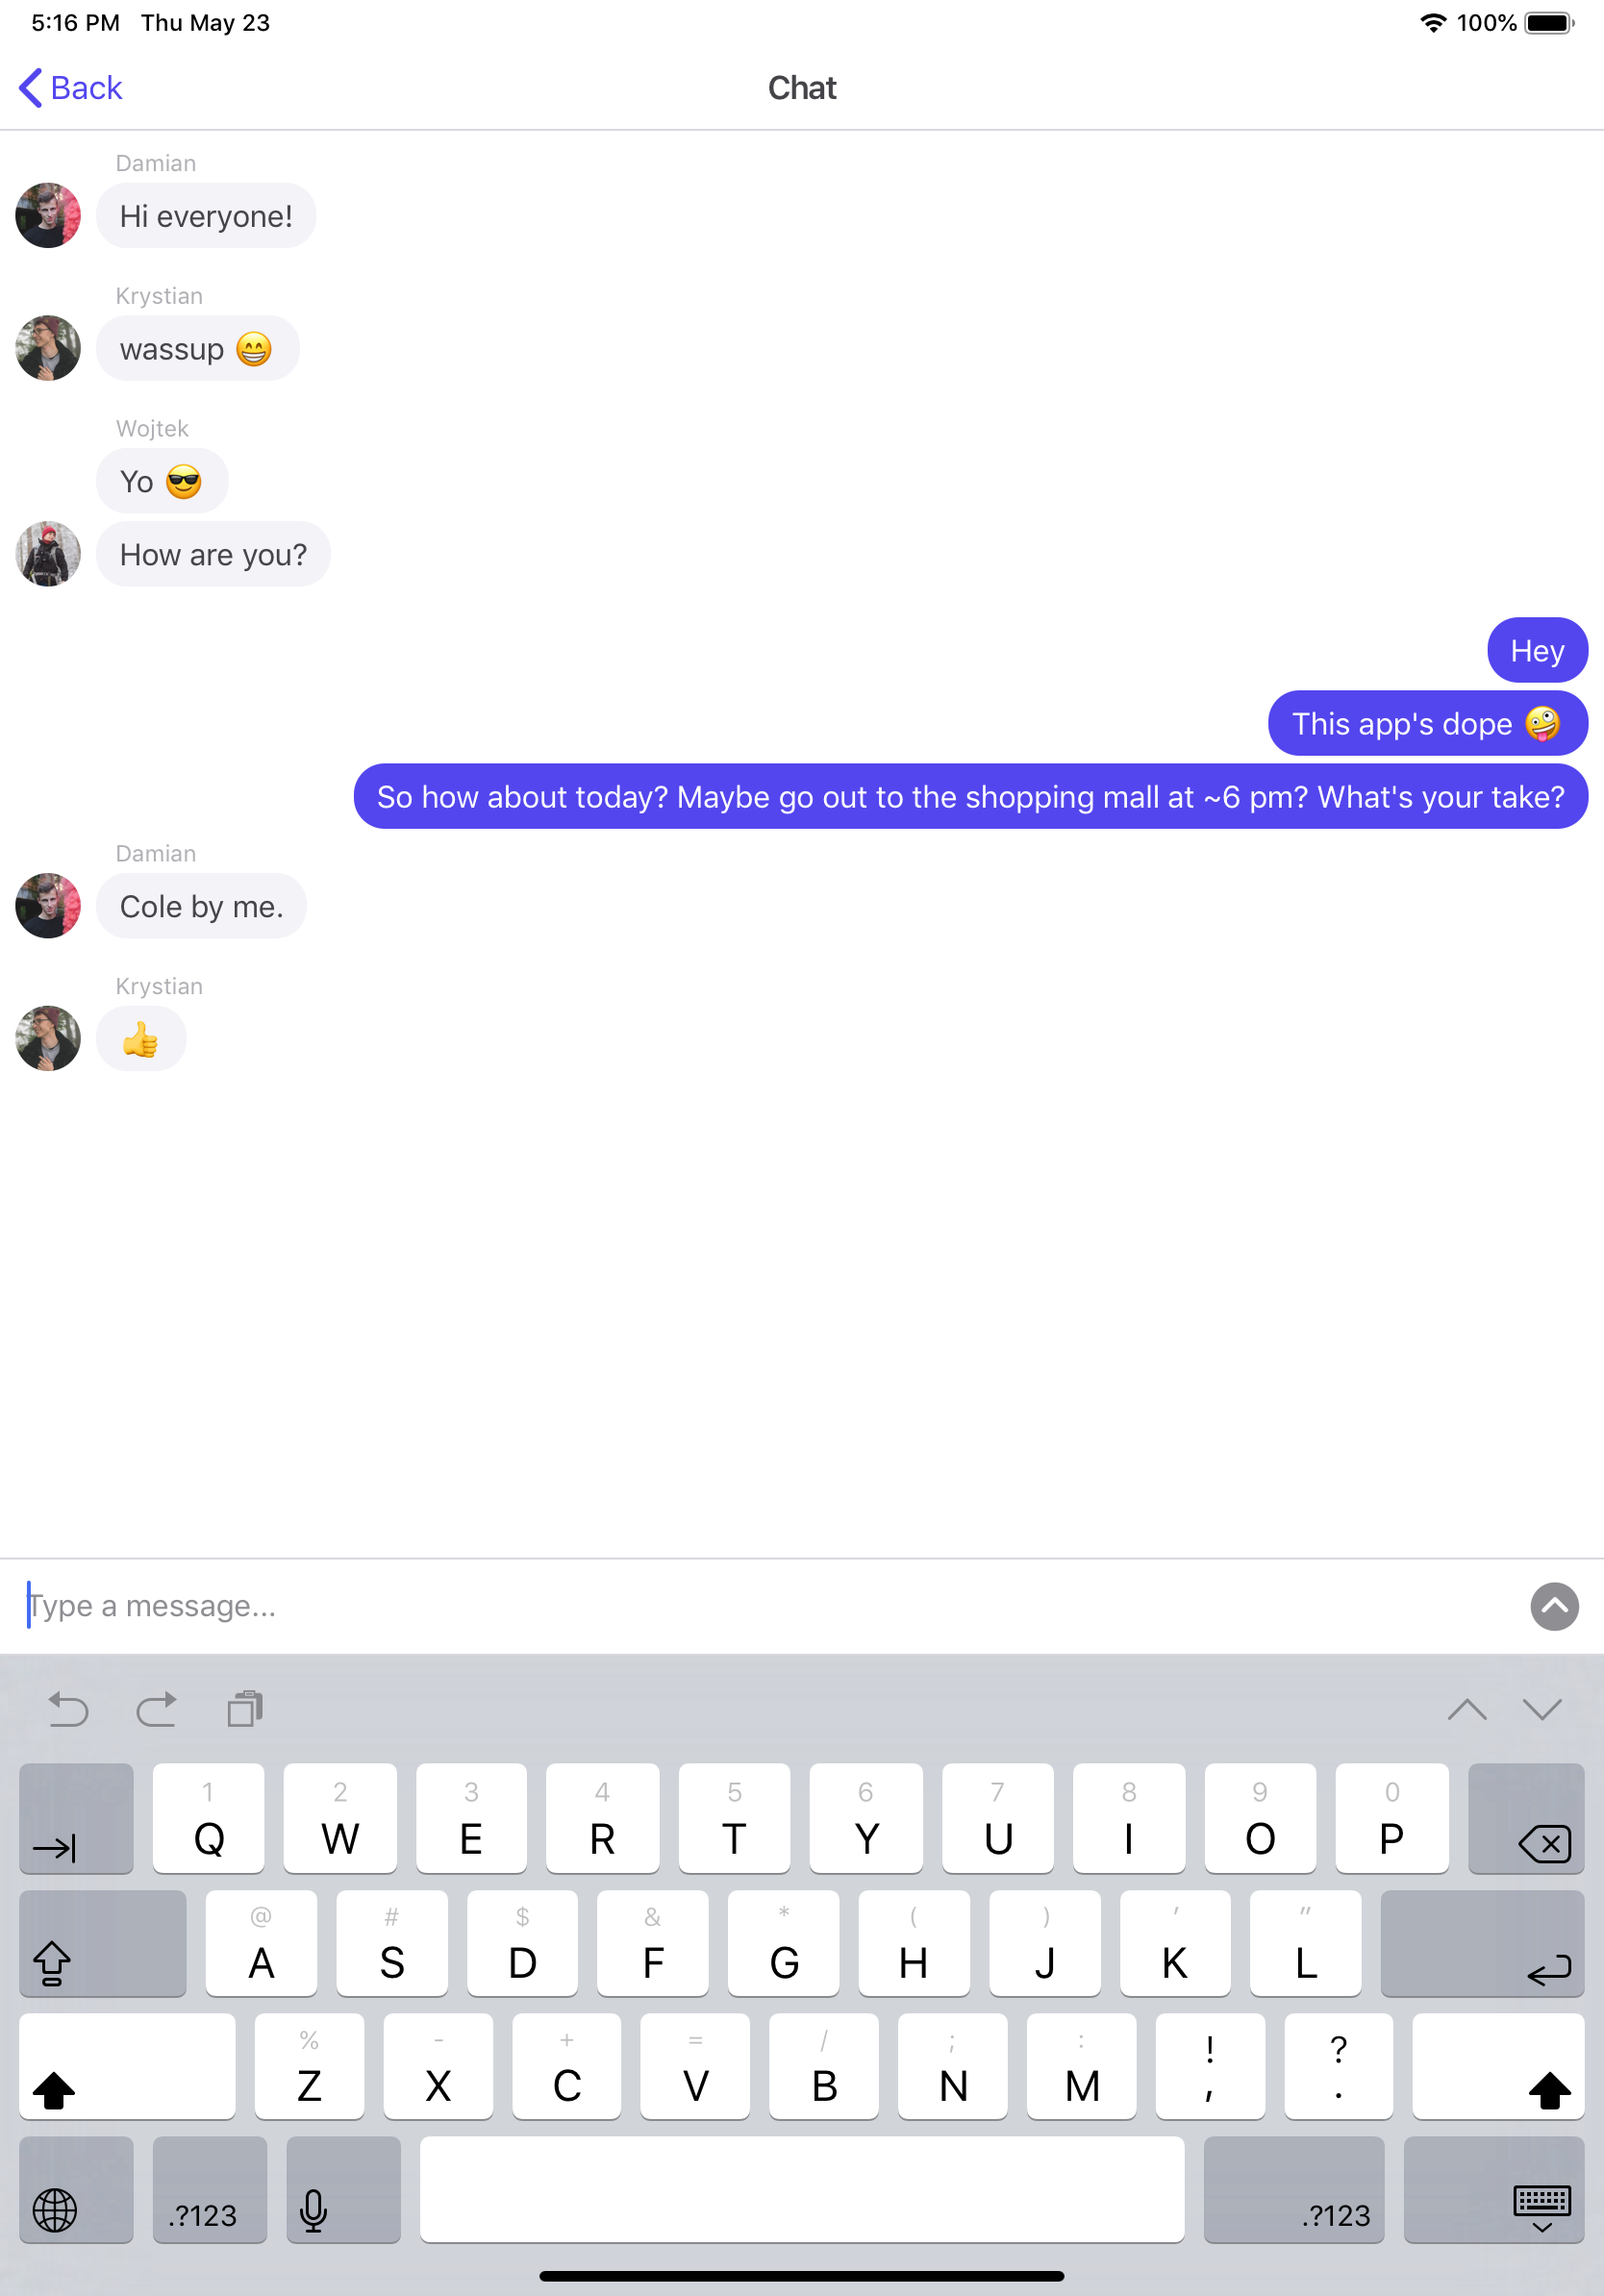 5:16 PM Thu May 23 100%
Back Chat
Damian
Hi everyone!
Krystian
wassup 😁
Wojtek
Yo 😎
How are you?
Hey
This app's dope 🤪
So how about today? Maybe go out to the shopping mall at ~6 pm? What's your take?
Damian
Cole by me.
Krystian
👍
Type a message...
1 2 3 4 5 6 7 8 9 0
Q W E R T Y U I O P
@ # $ & * ( ) ' "
A S D F G H J K L
% - + = / ; : ! ?
Z X C V B N M , .
.?123 .?123